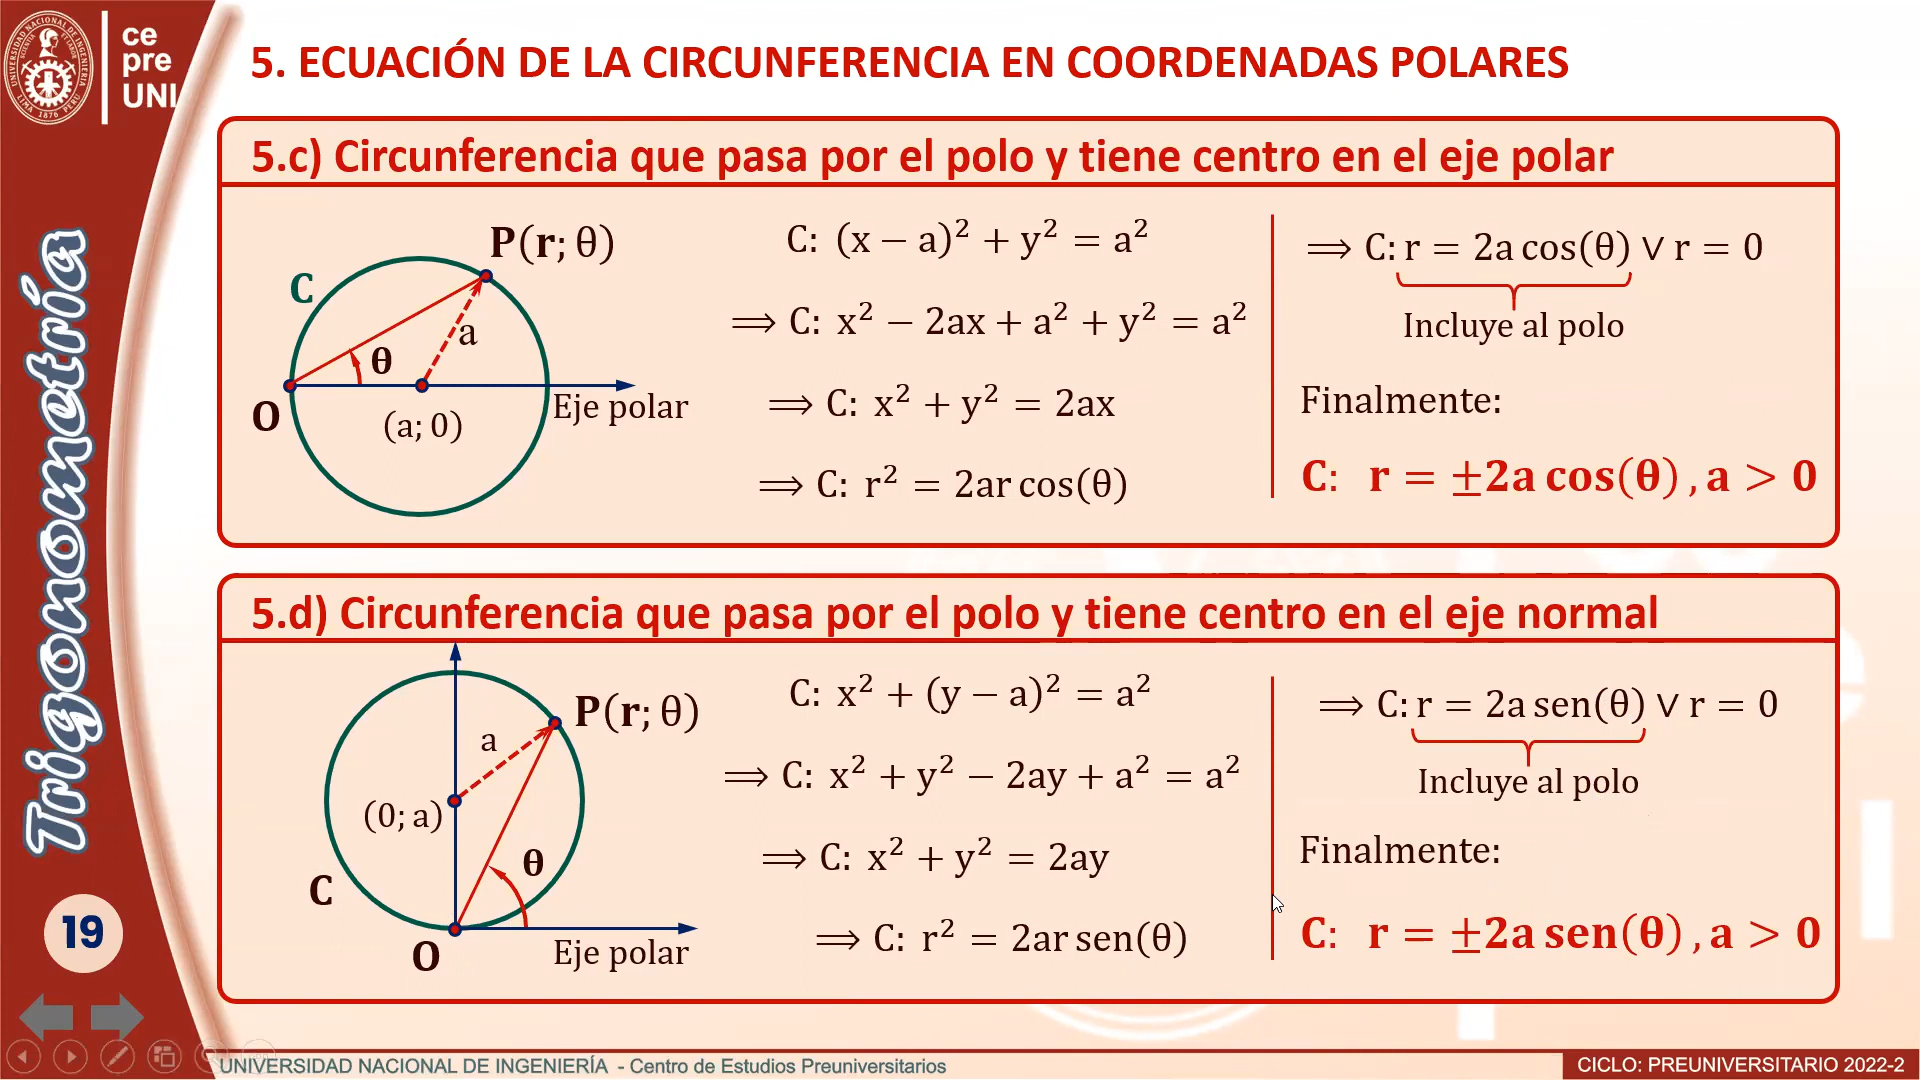 ce
pre
UNI
5. ECUACIÓN DE LA CIRCUNFERENCIA EN COORDENADAS POLARES
5.c) Circunferencia que pasa por el polo y tiene centro en el eje polar
P(r; θ)
C
a
θ
O
(a; 0)
Eje polar
C: (x − a)² + y² = a²
⟹ C: x² − 2ax + a² + y² = a²
⟹ C: x² + y² = 2ax
⟹ C: r² = 2ar cos(θ)
⟹ C: r = 2a cos(θ) ∨ r = 0
Incluye al polo
Finalmente:
C: r = ±2a cos(θ) , a > 0
5.d) Circunferencia que pasa por el polo y tiene centro en el eje normal
P(r; θ)
a
(0; a)
θ
C
O
Eje polar
C: x² + (y − a)² = a²
⟹ C: x² + y² − 2ay + a² = a²
⟹ C: x² + y² = 2ay
⟹ C: r² = 2ar sen(θ)
⟹ C: r = 2a sen(θ) ∨ r = 0
Incluye al polo
Finalmente:
C: r = ±2a sen(θ) , a > 0
Trigonometría
19
UNIVERSIDAD NACIONAL DE INGENIERÍA - Centro de Estudios Preuniversitarios
CICLO: PREUNIVERSITARIO 2022-2